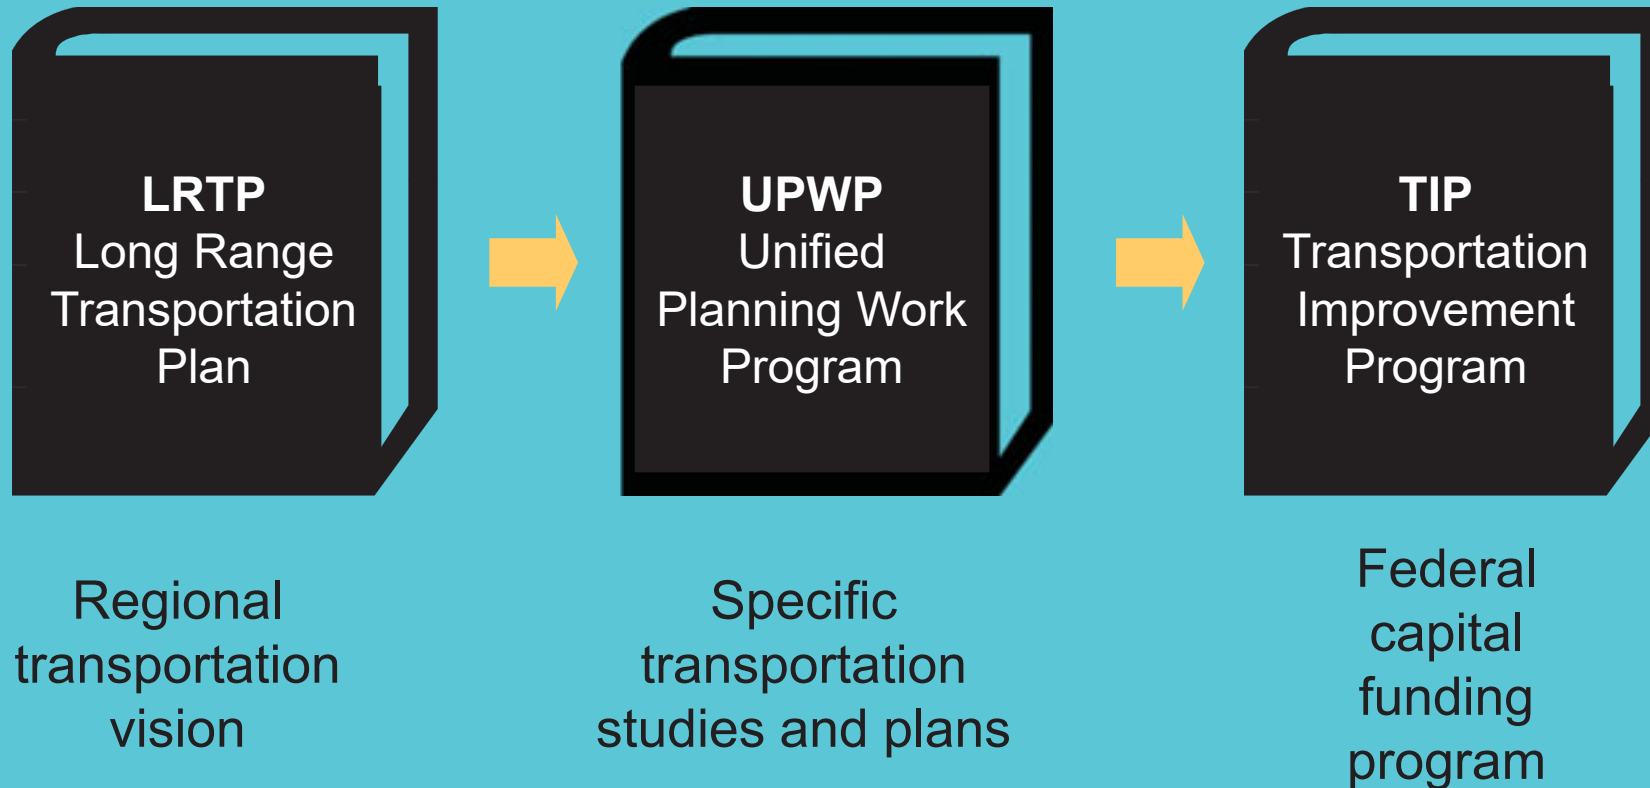 LRTP
Long Range
Transportation
Plan
UPWP
Unified
Planning Work
Program
TIP
Transportation
Improvement
Program
Regional
transportation
vision
Specific
transportation
studies and plans
Federal
capital
funding
program